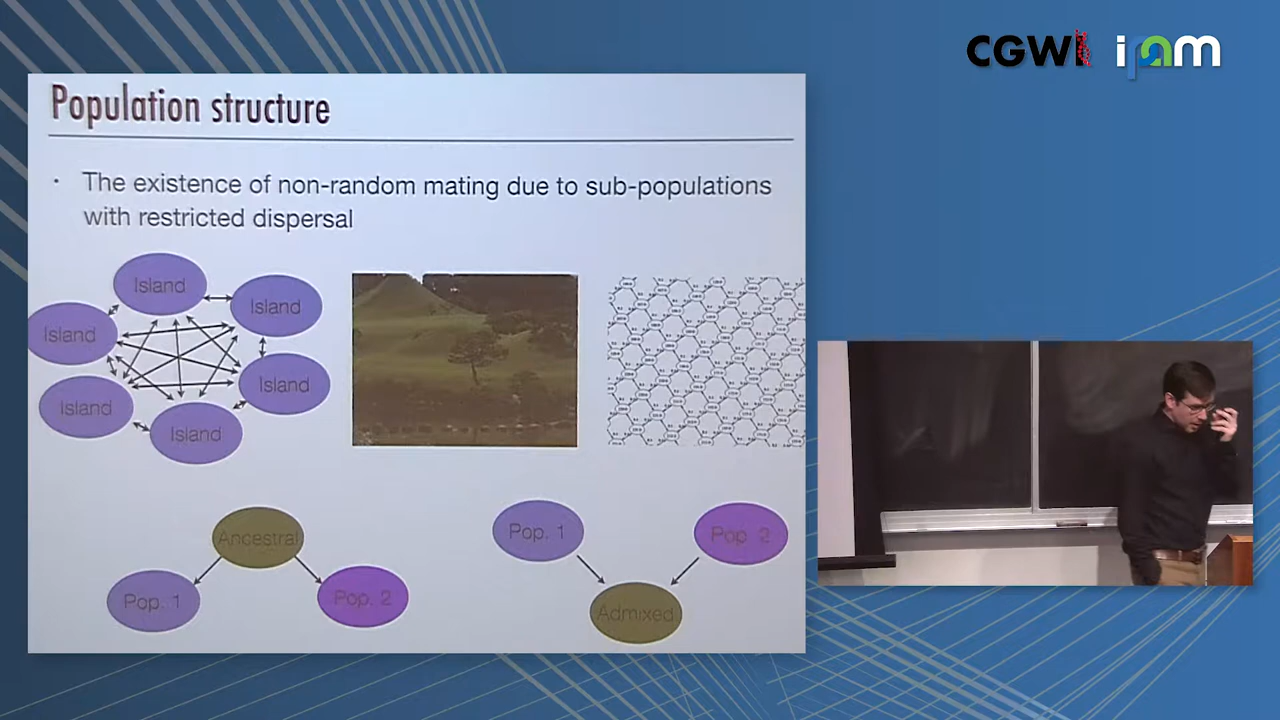 CGWI ipam
Population structure
· The existence of non-random mating due to sub-populations
with restricted dispersal
Island
Island
Island
Island
Island
Island
Ancestral
Pop. 1
Pop. 2
Pop. 1
Pop. 2
Admixed